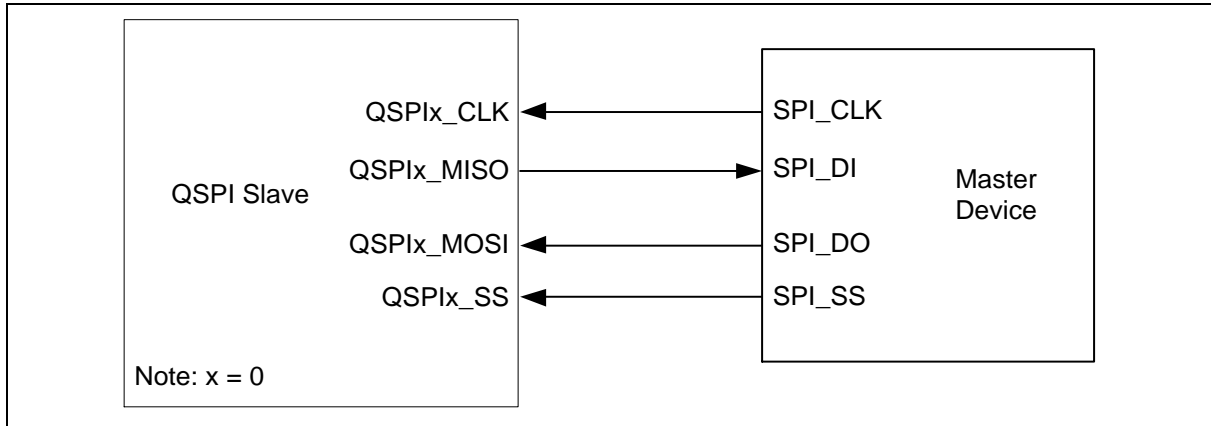 QSPIx_CLK
SPI_CLK
QSPIx_MISO
SPI_DI
QSPI Slave
Master
Device
QSPIx_MOSI
SPI_DO
QSPIx_SS
SPI_SS
Note: x = 0